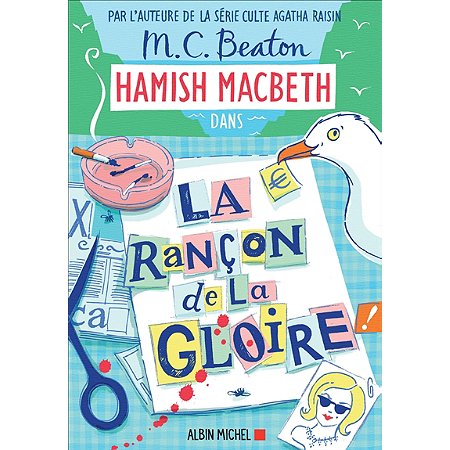 PAR L'AUTEURE DE LA SÉRIE CULTE AGATHA RAISIN
M.C. Beaton
HAMISH MACBETH
DANS
€
LA
RANÇON
de LA
GLOIRE!
X
ca
G
ALBIN MICHEL